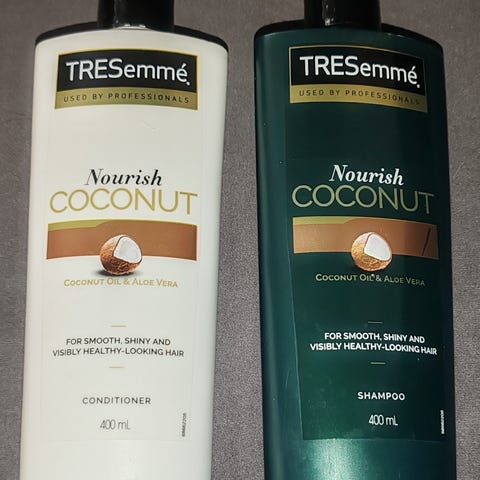 TRESemmé.
USED BY PROFESSIONALS
Nourish
COCONUT
COCONUT OIL & ALOE VERA
FOR SMOOTH, SHINY AND
VISIBLY HEALTHY-LOOKING HAIR
CONDITIONER
400 mL
TRESemmé.
USED BY PROFESSIONALS
Nourish
COCONUT
COCONUT OIL & ALOE VERA
FOR SMOOTH, SHINY AND
VISIBLY HEALTHY-LOOKING HAIR
SHAMPOO
400 mL